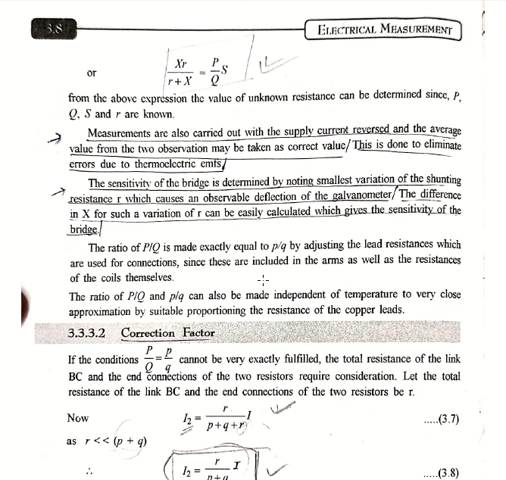 3.8
ELECTRICAL MEASUREMENT
or
Xr/(r+X) = (P/Q)S
from the above expression the value of unknown resistance can be determined since, P,
Q, S and r are known.
Measurements are also carried out with the supply current reversed and the average
value from the two observation may be taken as correct value/ This is done to eliminate
errors due to thermoelectric emfs/
The sensitivity of the bridge is determined by noting smallest variation of the shunting
resistance r which causes an observable deflection of the galvanometer/ The difference
in X for such a variation of r can be easily calculated which gives the sensitivity of the
bridge/
The ratio of P/Q is made exactly equal to p/q by adjusting the lead resistances which
are used for connections, since these are included in the arms as well as the resistances
of the coils themselves.
The ratio of P/Q and p/q can also be made independent of temperature to very close
approximation by suitable proportioning the resistance of the copper leads.
3.3.3.2 Correction Factor
If the conditions P/Q = p/q cannot be very exactly fulfilled, the total resistance of the link
BC and the end connections of the two resistors require consideration. Let the total
resistance of the link BC and the end connections of the two resistors be r.
Now I₂ = r/(p+q+r) I .....(3.7)
as r << (p + q)
∴ I₂ = r/(p+q) I .....(3.8)